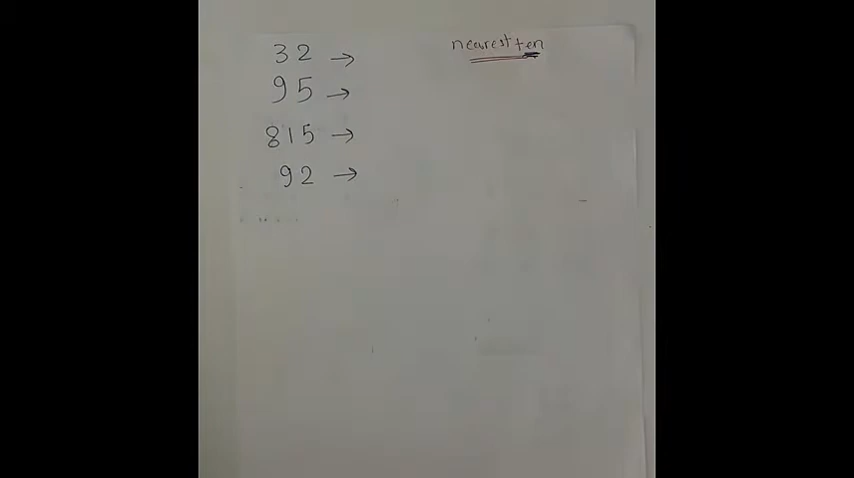 nearest ten
32 →
95 →
815 →
92 →